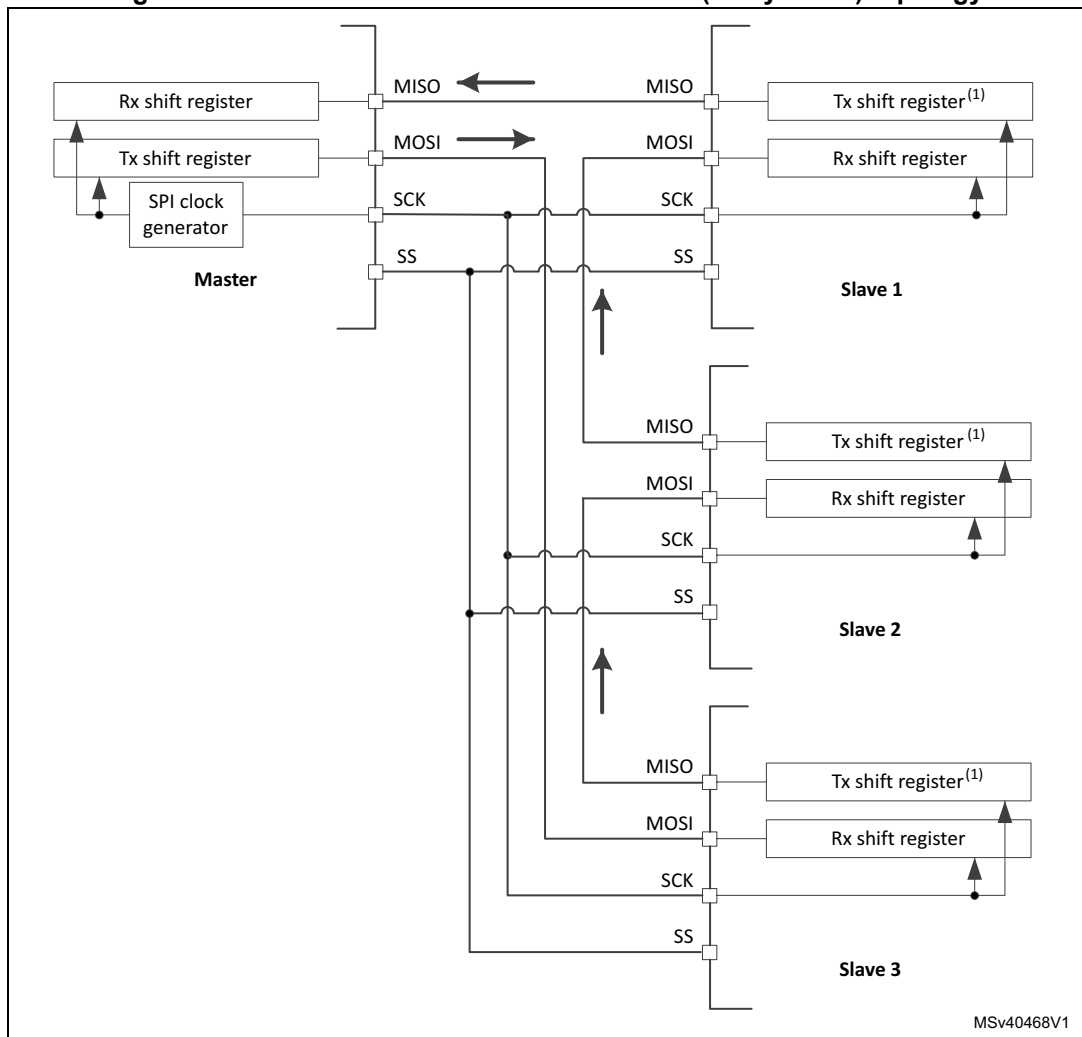 MISO MISO
Rx shift register Tx shift register(1)
MOSI MOSI
Tx shift register Rx shift register
SPI clock
generator
SCK SCK
SS SS
Master Slave 1
MISO
Tx shift register(1)
MOSI
Rx shift register
SCK
SS
Slave 2
MISO
Tx shift register(1)
MOSI
Rx shift register
SCK
SS
Slave 3
MSv40468V1